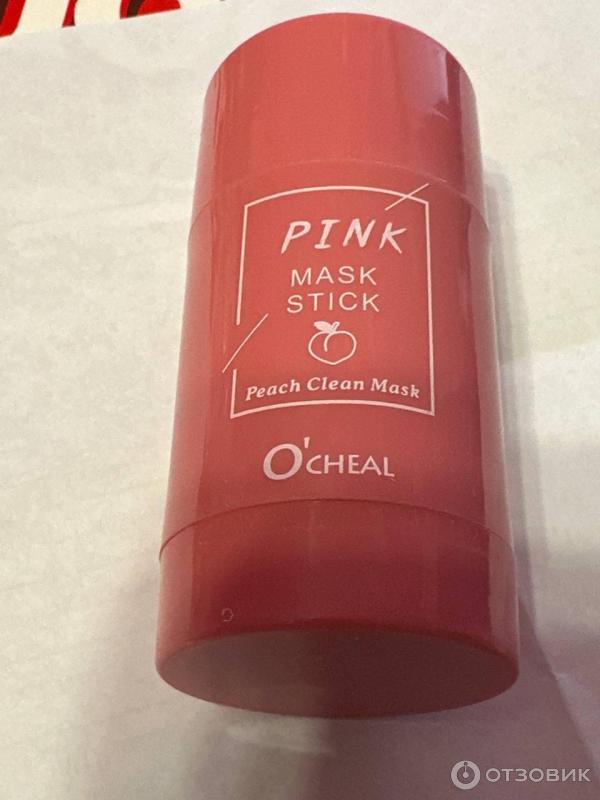 PINK
MASK
STICK
Peach Clean Mask
O'CHEAL
ОТЗОВИК